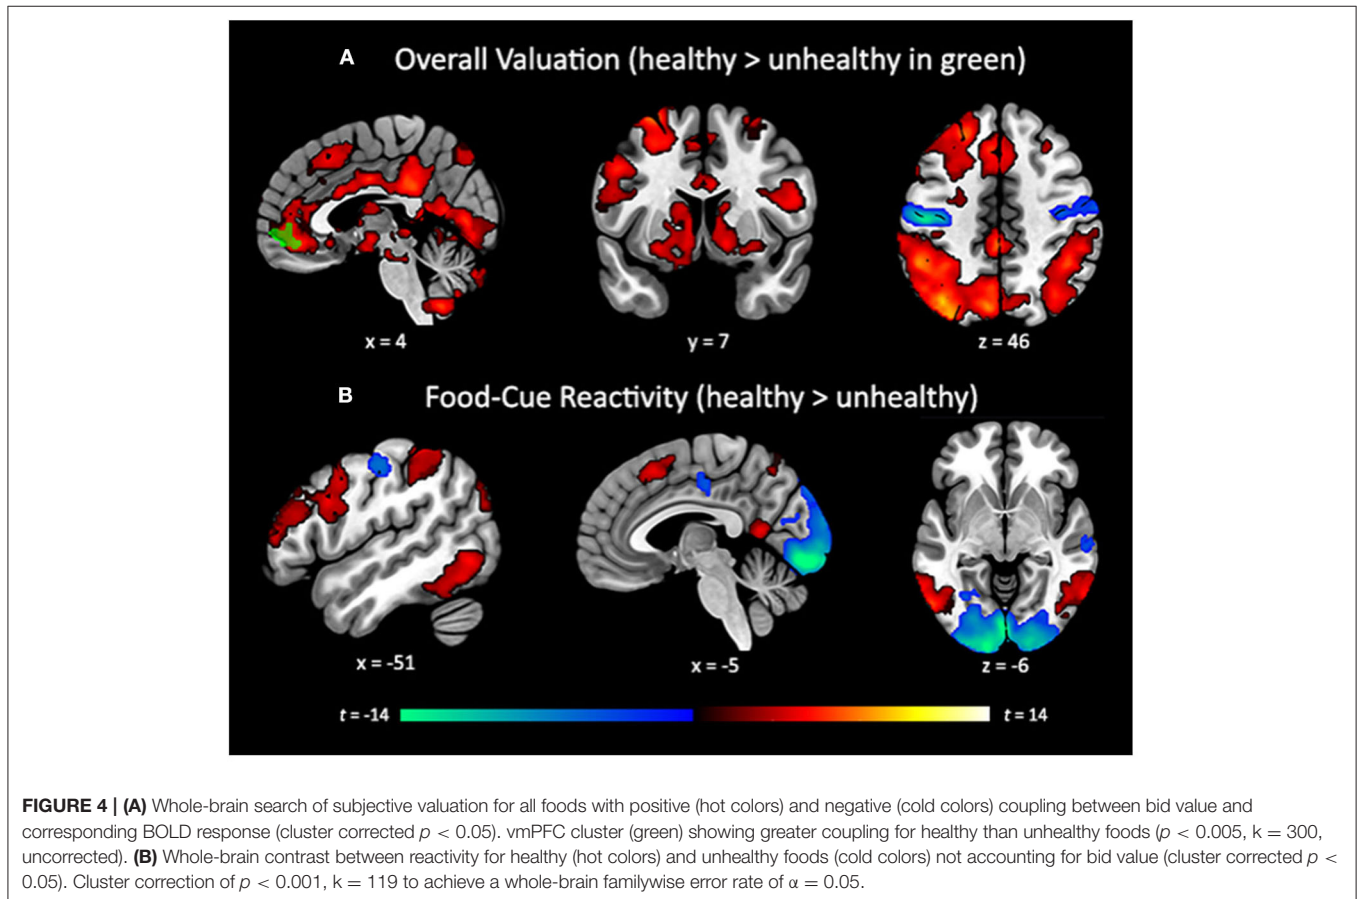 A Overall Valuation (healthy > unhealthy in green)
x = 4 y = 7 z = 46
B Food-Cue Reactivity (healthy > unhealthy)
x = -51 x = -5 z = -6
t = -14 t = 14
FIGURE 4 | (A) Whole-brain search of subjective valuation for all foods with positive (hot colors) and negative (cold colors) coupling between bid value and
corresponding BOLD response (cluster corrected p < 0.05). vmPFC cluster (green) showing greater coupling for healthy than unhealthy foods (p < 0.005, k = 300,
uncorrected). (B) Whole-brain contrast between reactivity for healthy (hot colors) and unhealthy foods (cold colors) not accounting for bid value (cluster corrected p <
0.05). Cluster correction of p < 0.001, k = 119 to achieve a whole-brain familywise error rate of α = 0.05.